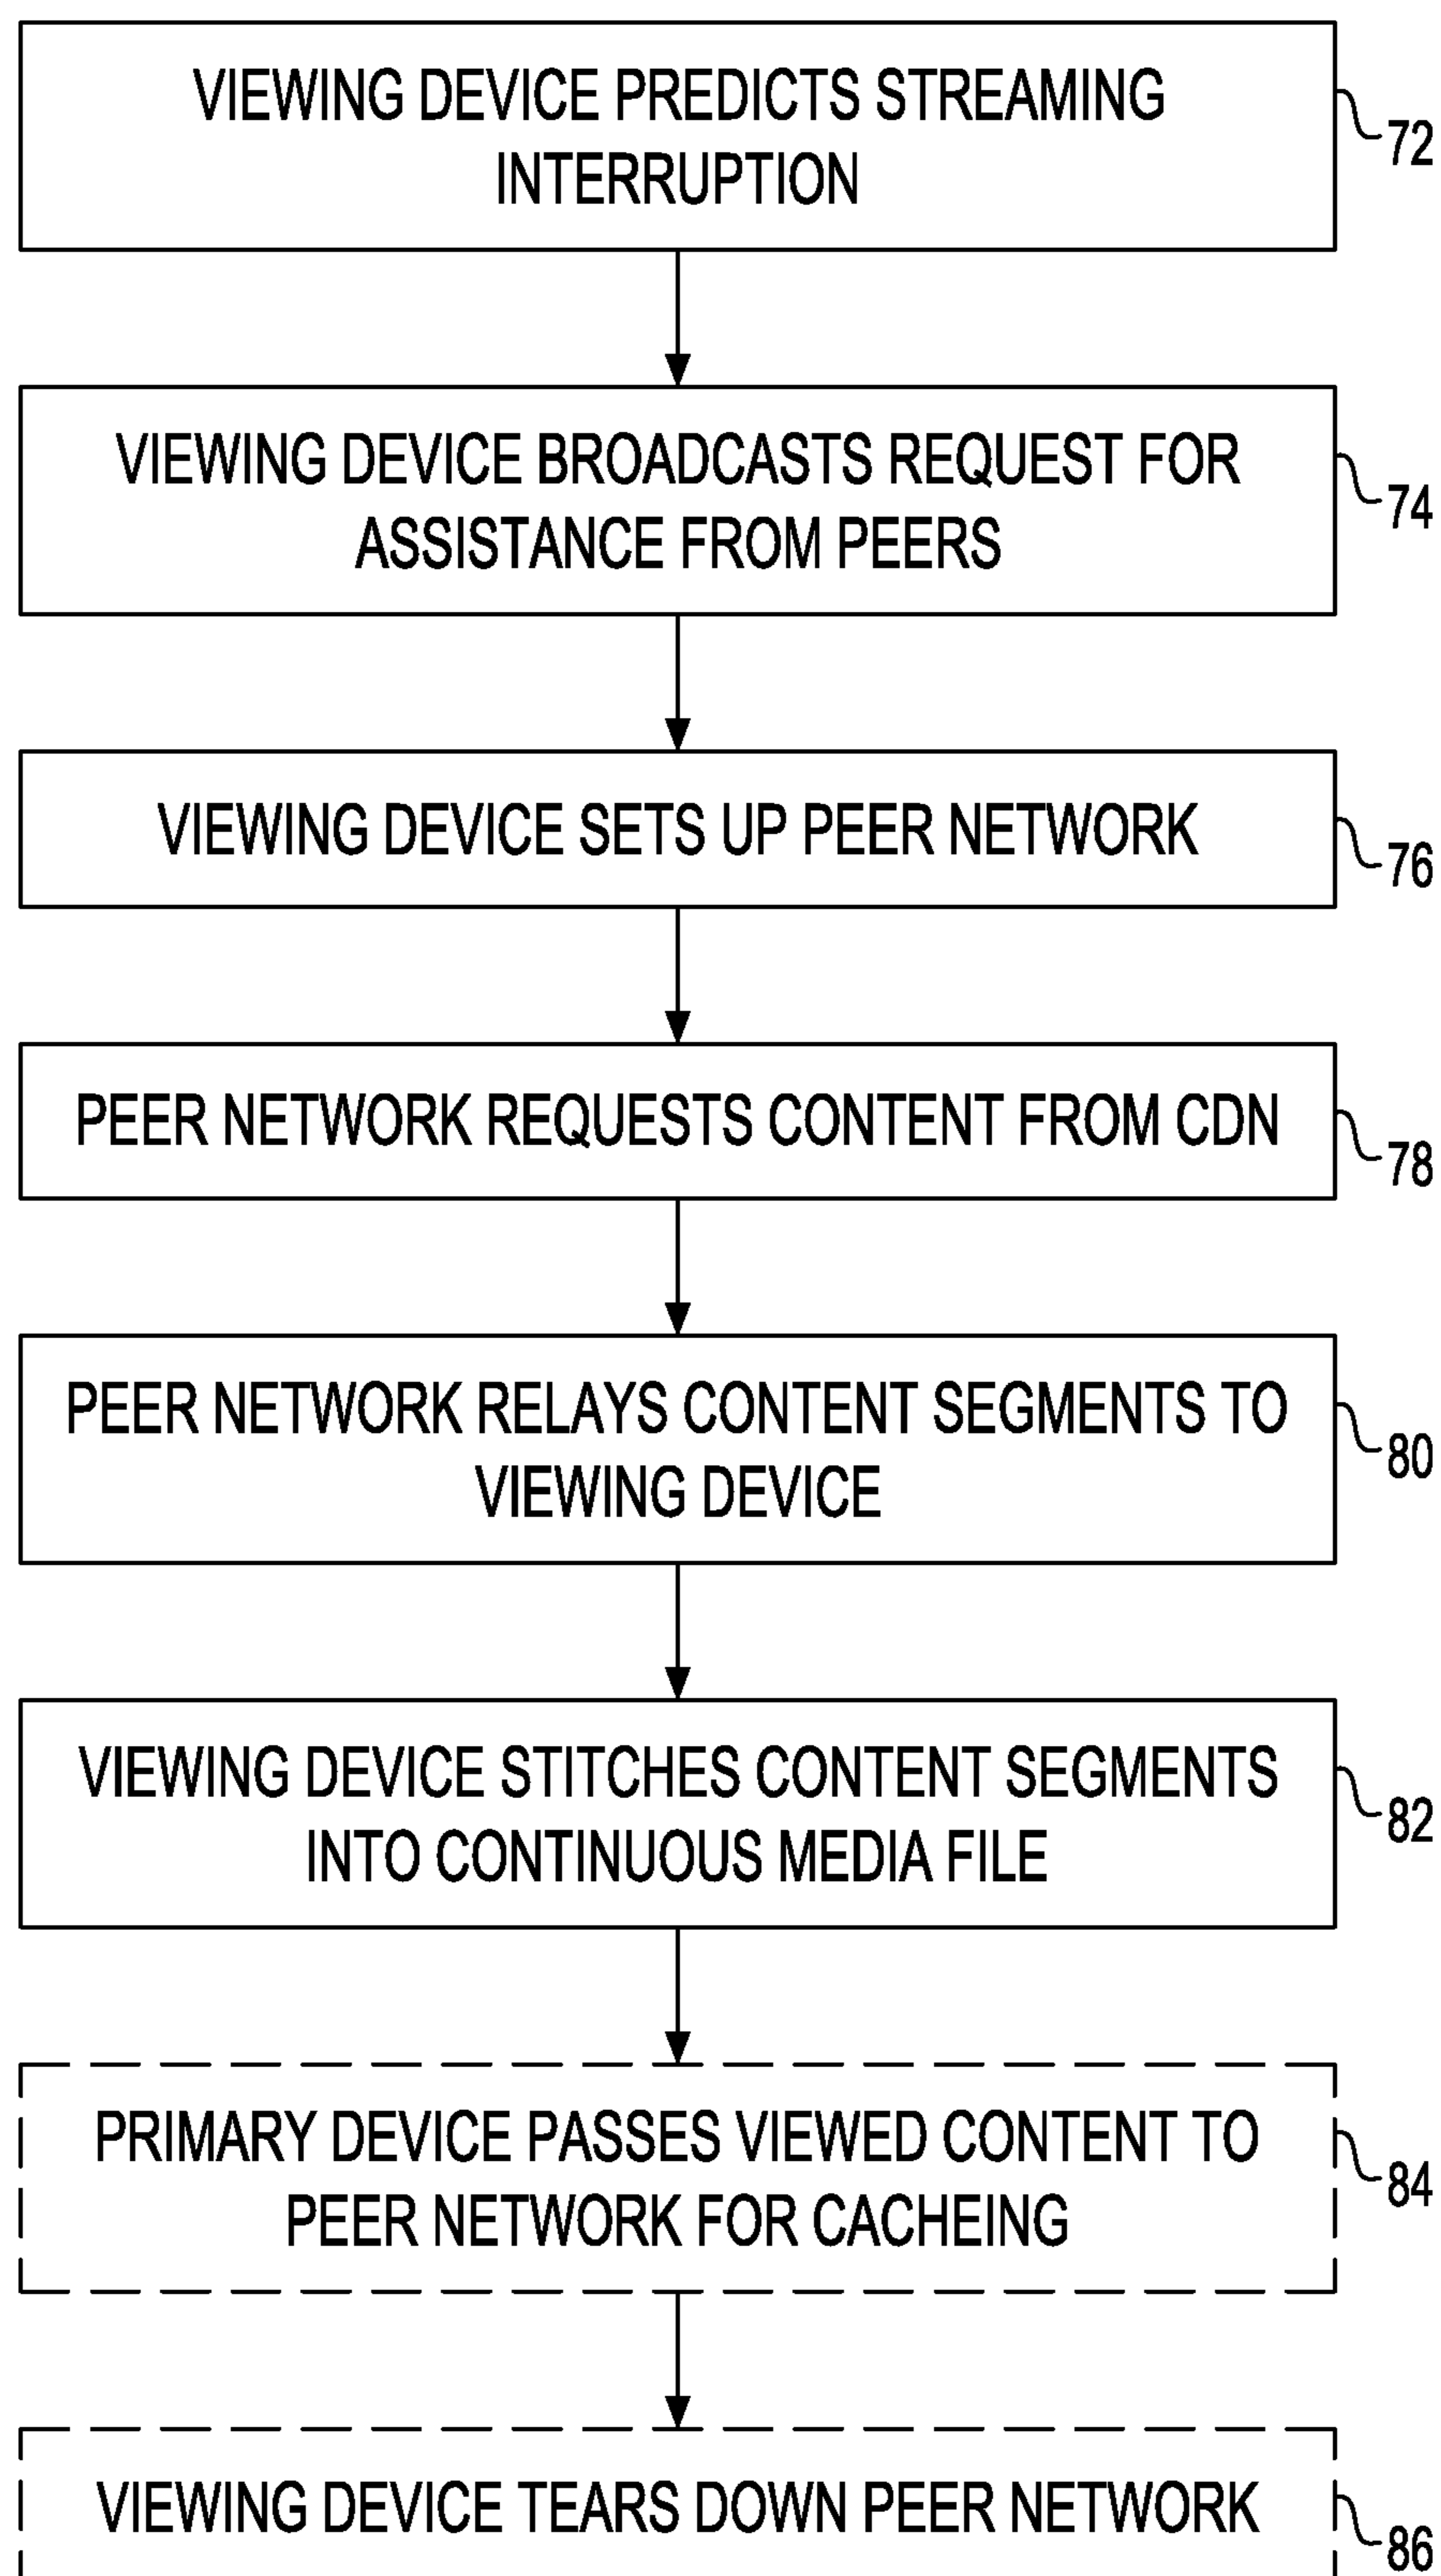 VIEWING DEVICE PREDICTS STREAMING
INTERRUPTION
72
VIEWING DEVICE BROADCASTS REQUEST FOR
ASSISTANCE FROM PEERS
74
VIEWING DEVICE SETS UP PEER NETWORK
76
PEER NETWORK REQUESTS CONTENT FROM CDN
78
PEER NETWORK RELAYS CONTENT SEGMENTS TO
VIEWING DEVICE
80
VIEWING DEVICE STITCHES CONTENT SEGMENTS
INTO CONTINUOUS MEDIA FILE
82
PRIMARY DEVICE PASSES VIEWED CONTENT TO
PEER NETWORK FOR CACHEING
84
VIEWING DEVICE TEARS DOWN PEER NETWORK
86